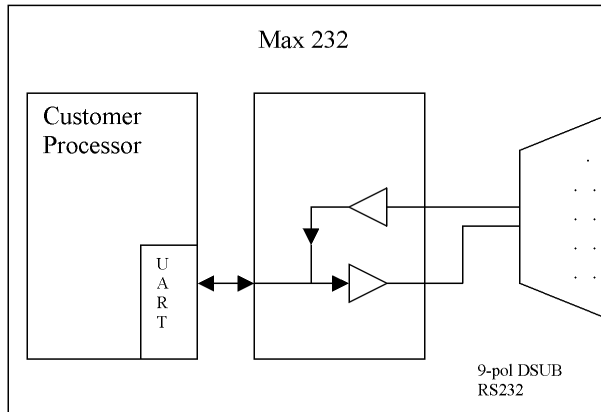 Max 232
Customer
Processor
U
A
R
T
9-pol DSUB
RS232